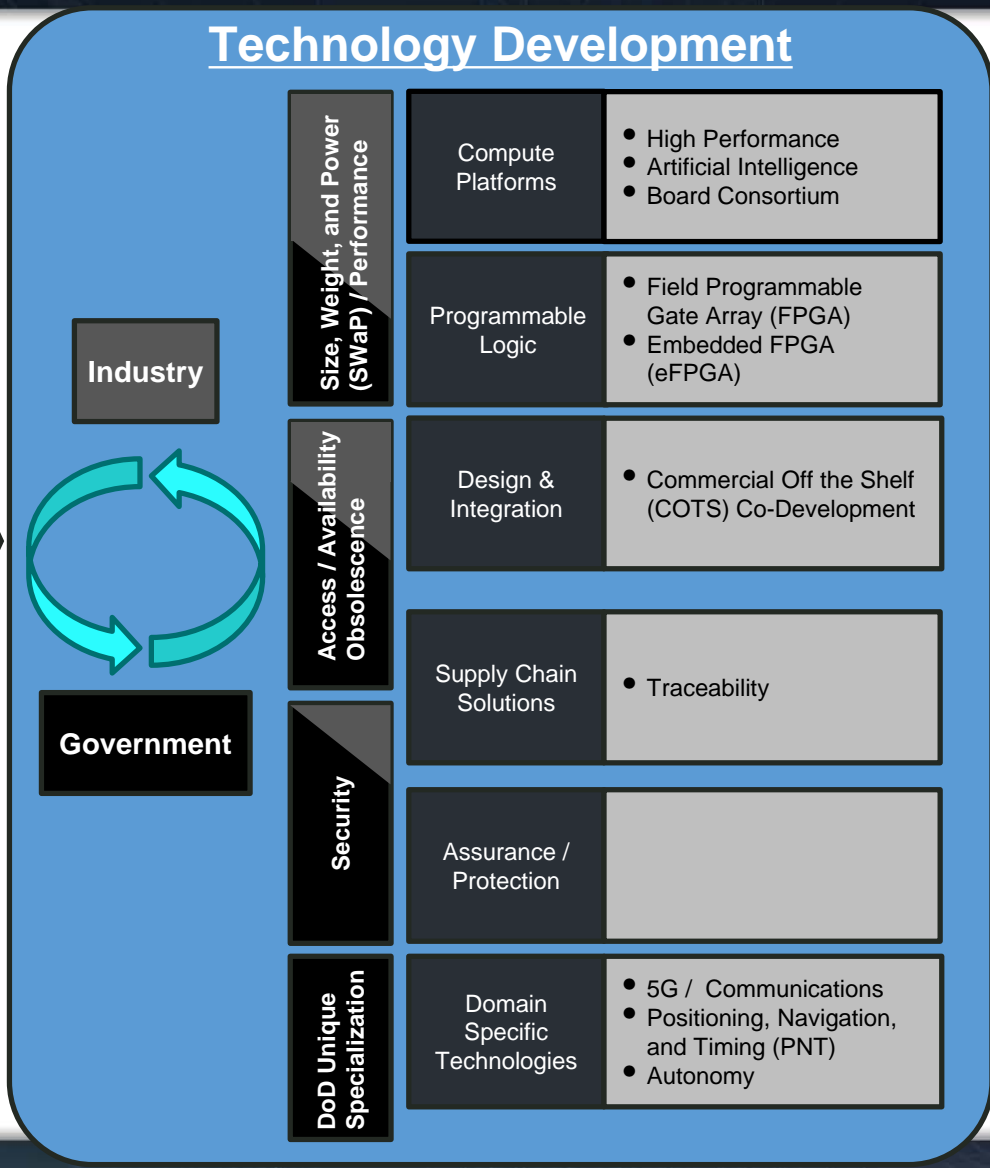 Technology Development
Industry
Government
Size, Weight, and Power
(SWaP) / Performance
Compute
Platforms
• High Performance
• Artificial Intelligence
• Board Consortium
Programmable
Logic
• Field Programmable
Gate Array (FPGA)
• Embedded FPGA
(eFPGA)
Access / Availability
Obsolescence
Design &
Integration
• Commercial Off the Shelf
(COTS) Co-Development
Supply Chain
Solutions
• Traceability
Security
Assurance /
Protection
DoD Unique
Specialization
Domain
Specific
Technologies
• 5G /  Communications
• Positioning, Navigation,
and Timing (PNT)
• Autonomy